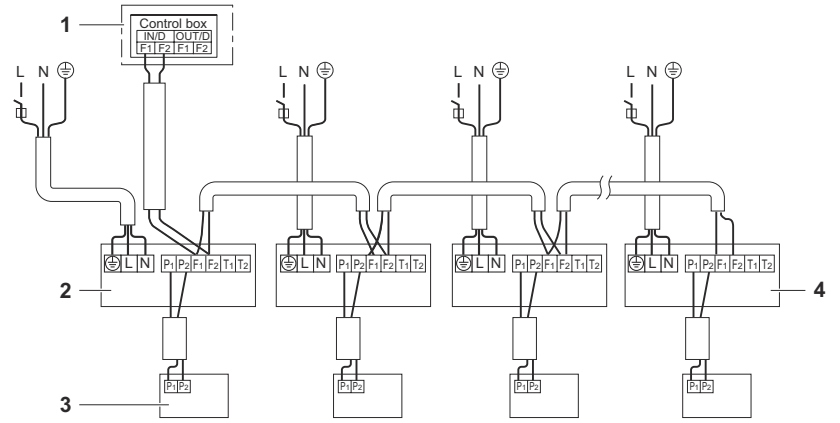 1
Control box
IN/D OUT/D
F1 F2 F1 F2
L N
L N
L N
L N
L N P1 P2 F1 F2 T1 T2
L N P1 P2 F1 F2 T1 T2
L N P1 P2 F1 F2 T1 T2
L N P1 P2 F1 F2 T1 T2
2
4
P1 P2
P1 P2
P1 P2
P1 P2
3